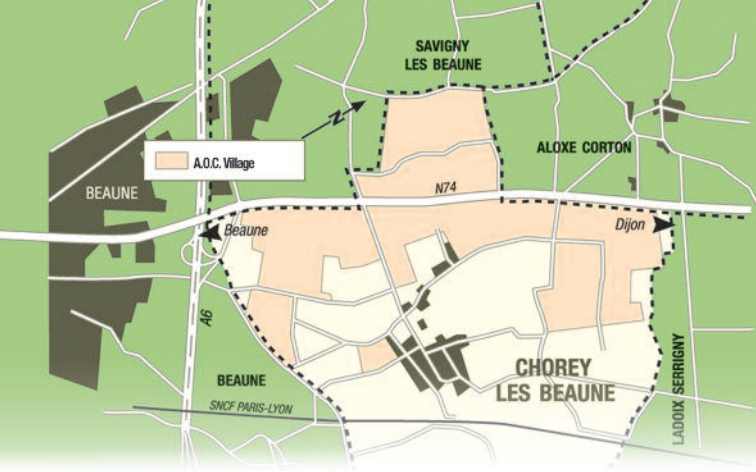 SAVIGNY
LES BEAUNE
N
A.O.C. Village
ALOXE CORTON
BEAUNE
N74
Beaune
Dijon
A6
CHOREY
LES BEAUNE
LADOIX SERRIGNY
BEAUNE
SNCF PARIS-LYON